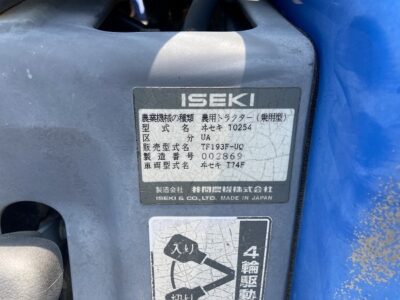 ISEKI
農業機械の種類 農用トラクター(乗用型)
型式名 ヰセキ T0254
区分 UA
販売型式名 TF193F-UQ
製造番号 002869
車両型式名 ヰセキ T74F
製造会社 井関農機株式会社
ISEKI & CO., LTD. MADE IN JAPAN
入り
切り
4輪駆動